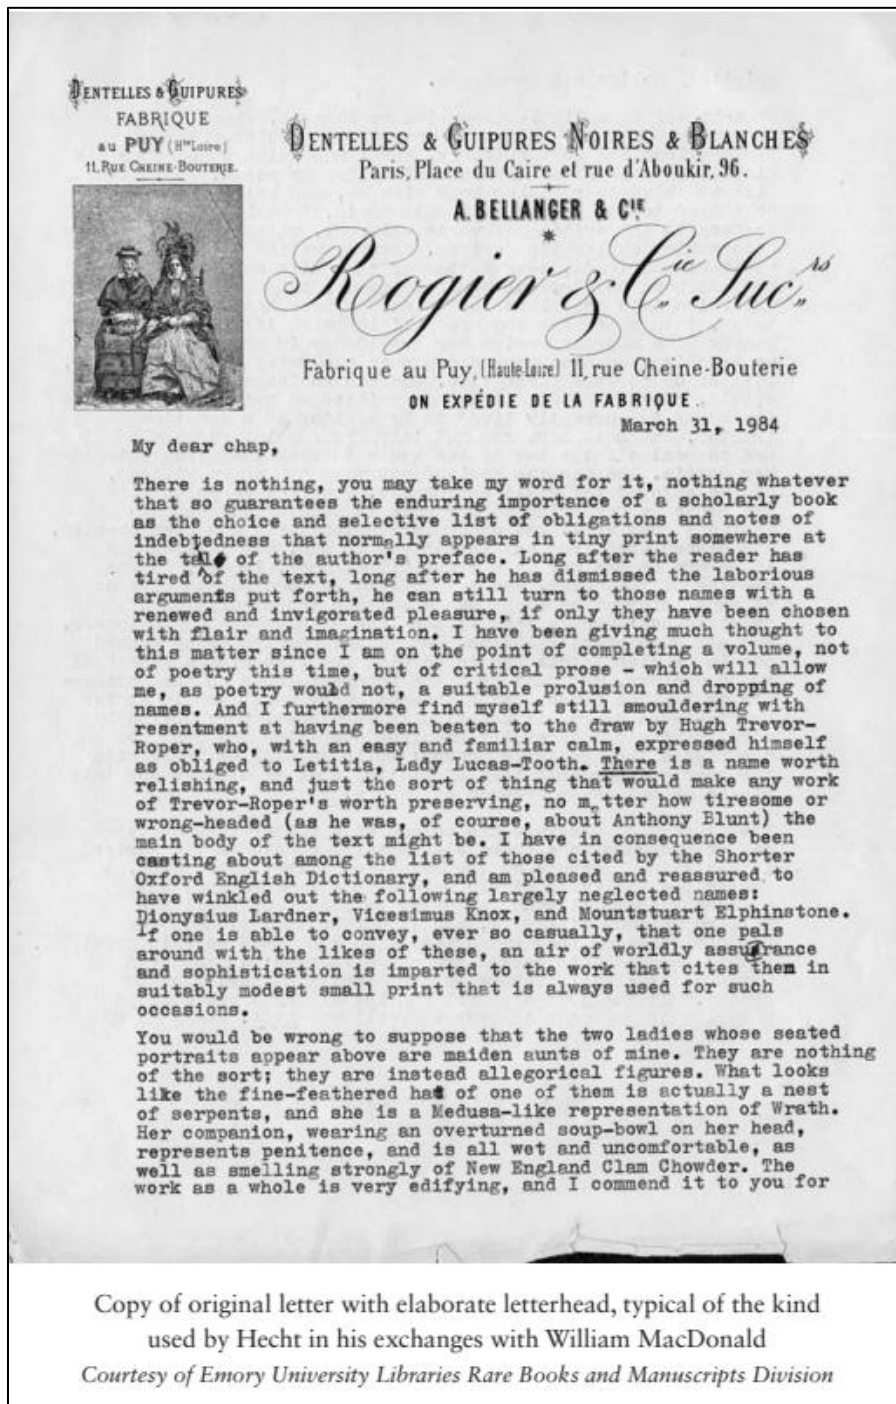 DENTELLES & GUIPURES
FABRIQUE
au PUY (Hte Loire)
11, RUE CHEINE-BOUTERIE.
DENTELLES & GUIPURES NOIRES & BLANCHES
Paris, Place du Caire et rue d'Aboukir, 96.
A. BELLANGER & CIE
Rogier & Cie Sucrs
Fabrique au Puy, (Haute-Loire) 11, rue Cheine-Bouterie
ON EXPÉDIE DE LA FABRIQUE.
March 31, 1984
My dear chap,
There is nothing, you may take my word for it, nothing whatever
that so guarantees the enduring importance of a scholarly book
as the choice and selective list of obligations and notes of
indebtedness that normally appears in tiny print somewhere at
the tail of the author's preface. Long after the reader has
tired of the text, long after he has dismissed the laborious
arguments put forth, he can still turn to those names with a
renewed and invigorated pleasure, if only they have been chosen
with flair and imagination. I have been giving much thought to
this matter since I am on the point of completing a volume, not
of poetry this time, but of critical prose - which will allow
me, as poetry would not, a suitable prolusion and dropping of
names. And I furthermore find myself still smouldering with
resentment at having been beaten to the draw by Hugh Trevor-
Roper, who, with an easy and familiar calm, expressed himself
as obliged to Letitia, Lady Lucas-Tooth. There is a name worth
relishing, and just the sort of thing that would make any work
of Trevor-Roper's worth preserving, no matter how tiresome or
wrong-headed (as he was, of course, about Anthony Blunt) the
main body of the text might be. I have in consequence been
casting about among the list of those cited by the Shorter
Oxford English Dictionary, and am pleased and reassured to
have winkled out the following largely neglected names:
Dionysius Lardner, Vicesimus Knox, and Mountstuart Elphinstone.
If one is able to convey, ever so casually, that one pals
around with the likes of these, an air of worldly assurance
and sophistication is imparted to the work that cites them in
suitably modest small print that is always used for such
occasions.
You would be wrong to suppose that the two ladies whose seated
portraits appear above are maiden aunts of mine. They are nothing
of the sort; they are instead allegorical figures. What looks
like the fine-feathered hat of one of them is actually a nest
of serpents, and she is a Medusa-like representation of Wrath.
Her companion, wearing an overturned soup-bowl on her head,
represents penitence, and is all wet and uncomfortable, as
well as smelling strongly of New England Clam Chowder. The
work as a whole is very edifying, and I commend it to you for
Copy of original letter with elaborate letterhead, typical of the kind
used by Hecht in his exchanges with William MacDonald
Courtesy of Emory University Libraries Rare Books and Manuscripts Division